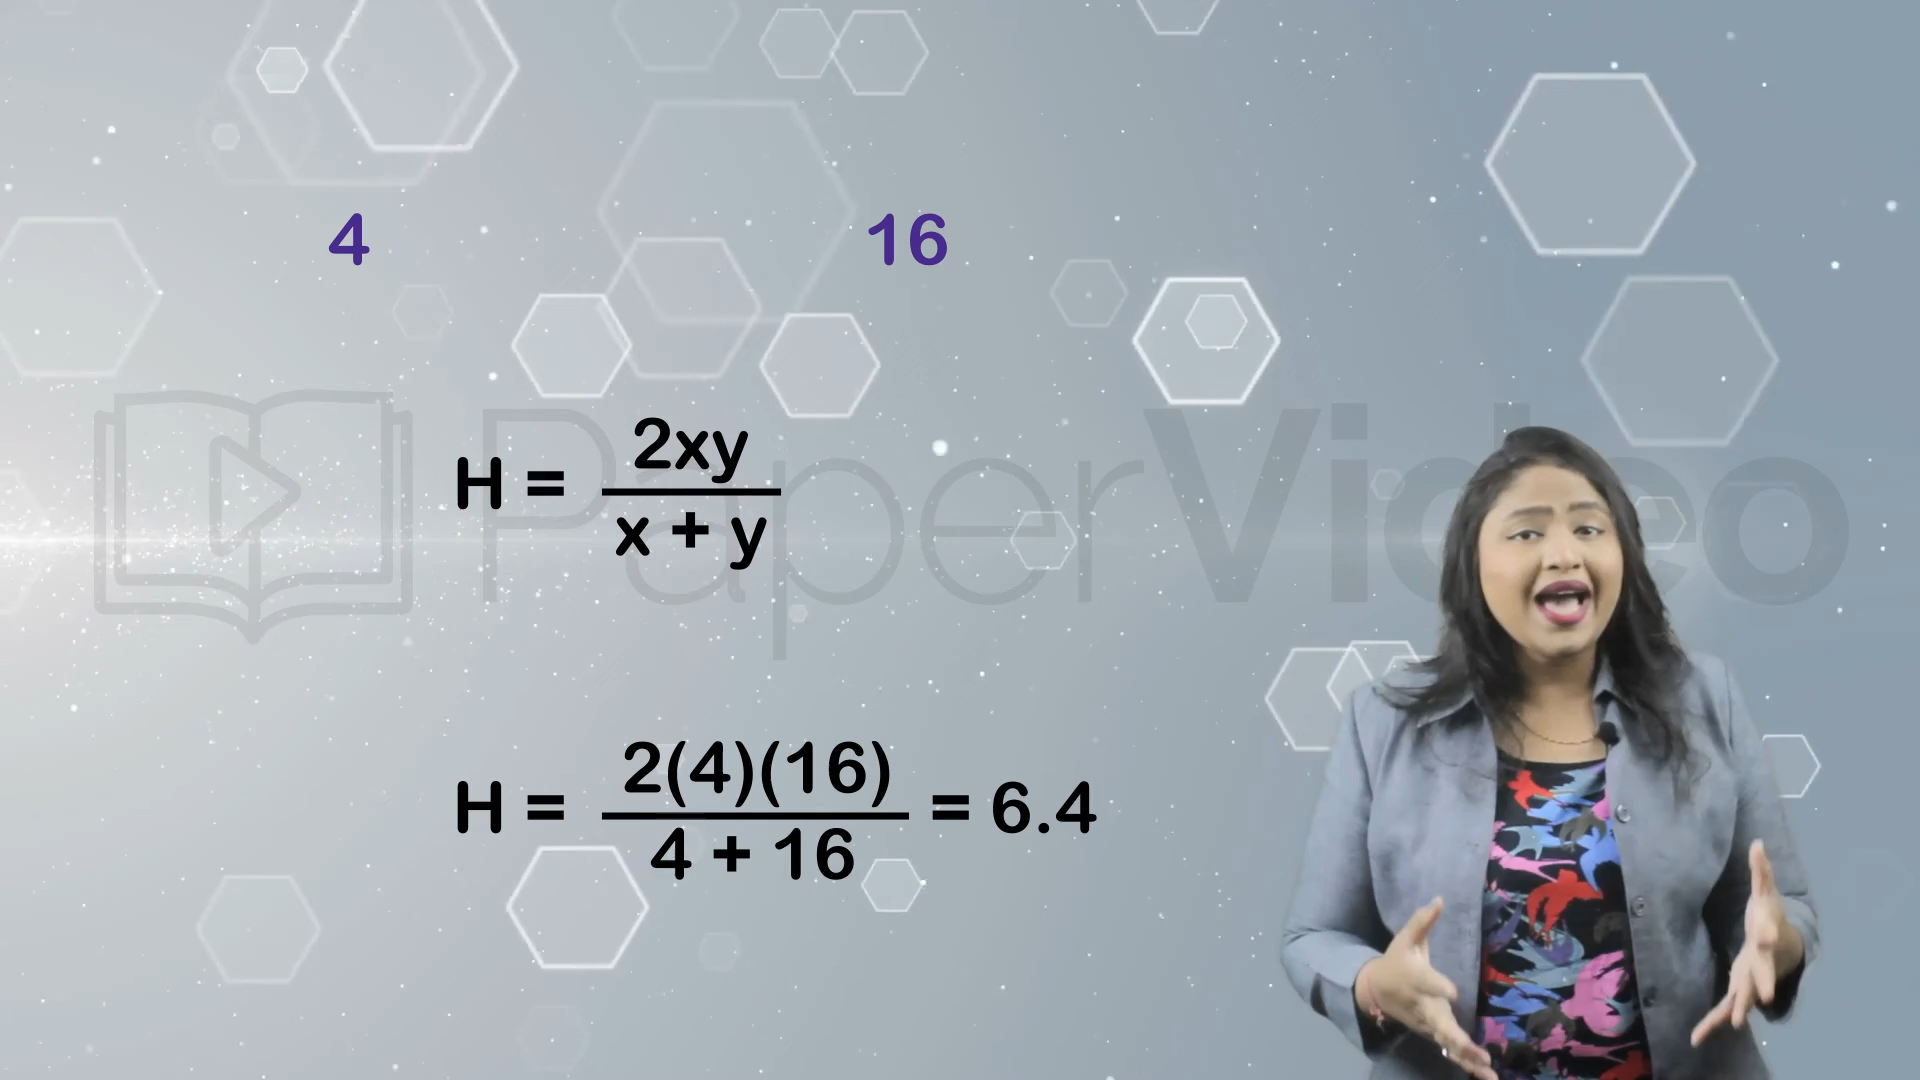 4 16
H = 2xy / x + y
H = 2(4)(16) / 4 + 16 = 6.4
PaperVideo